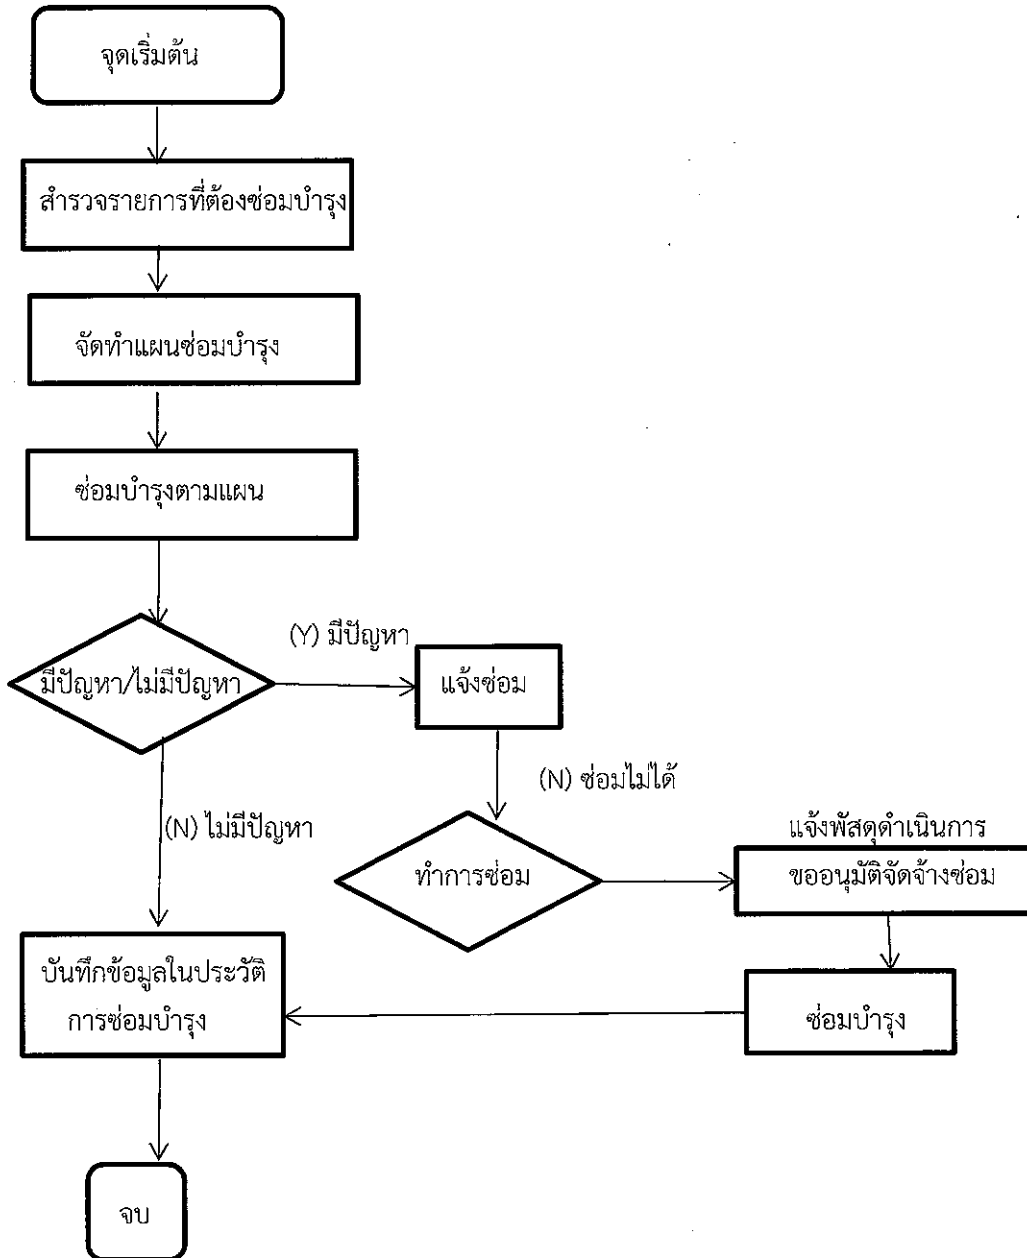 จุดเริ่มต้น
สำรวจรายการที่ต้องซ่อมบำรุง
จัดทำแผนซ่อมบำรุง
ซ่อมบำรุงตามแผน
มีปัญหา/ไม่มีปัญหา
(Y) มีปัญหา
แจ้งซ่อม
(N) ซ่อมไม่ได้
(N) ไม่มีปัญหา
ทำการซ่อม
แจ้งพัสดุดำเนินการ
ขออนุมัติจัดจ้างซ่อม
บันทึกข้อมูลในประวัติ
การซ่อมบำรุง
ซ่อมบำรุง
จบ